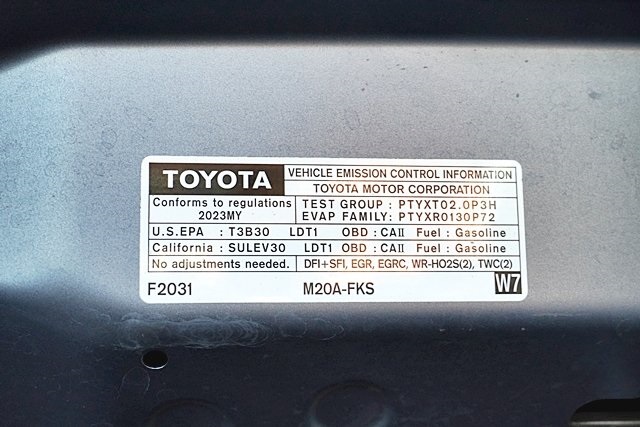 TOYOTA
VEHICLE EMISSION CONTROL INFORMATION
TOYOTA MOTOR CORPORATION
Conforms to regulations
2023MY
TEST GROUP : PTYXT02.0P3H
EVAP FAMILY: PTYXR0130P72
U.S.EPA : T3B30 LDT1 OBD : CAII Fuel : Gasoline
California : SULEV30 LDT1 OBD : CAII Fuel : Gasoline
No adjustments needed. DFI+SFI, EGR, EGRC, WR-HO2S(2), TWC(2)
F2031 M20A-FKS W7